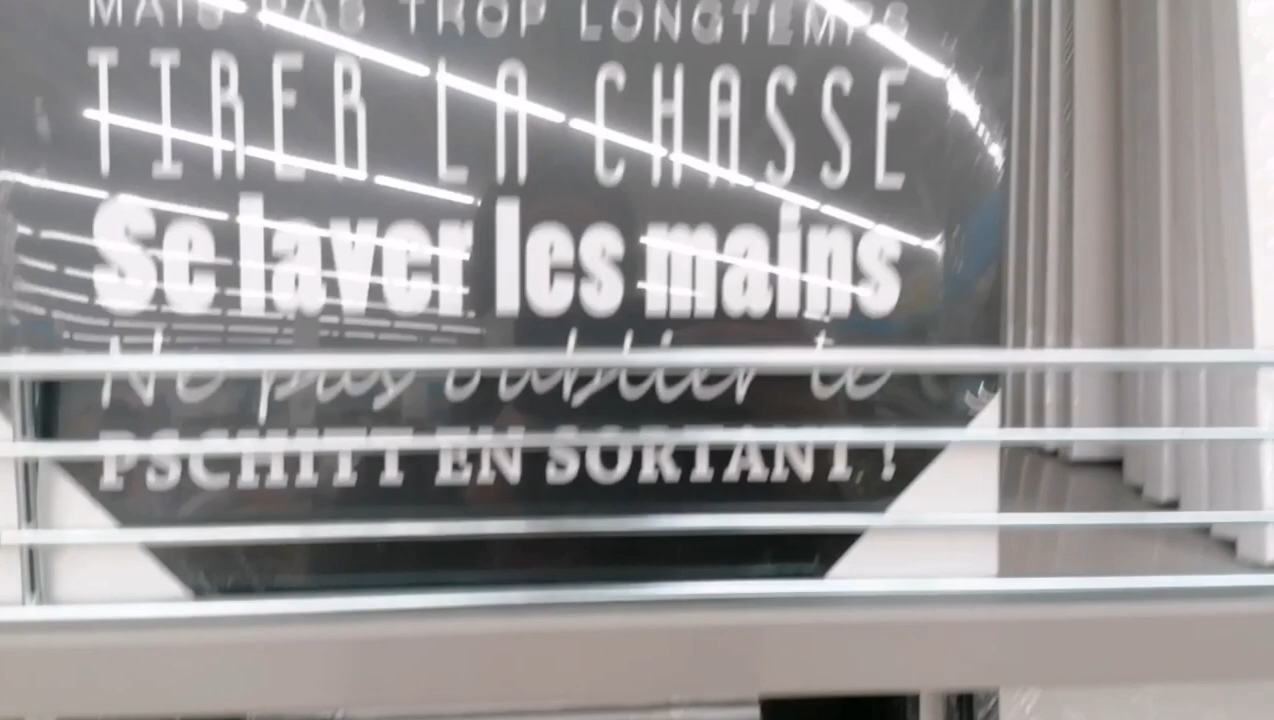 MAIS PAS TROP LONGTEMPS
TIRER LA CHASSE
Se laver les mains
Ne pas oublier le
PSCHITT EN SORTANT !